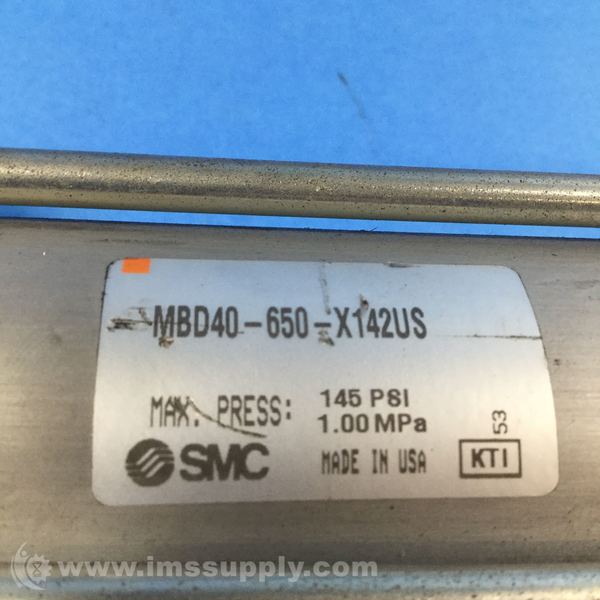 MBD40-650-X142US
MAX. PRESS: 145 PSI
1.00 MPa
SMC
MADE IN USA
KTI
53
www.imssupply.com